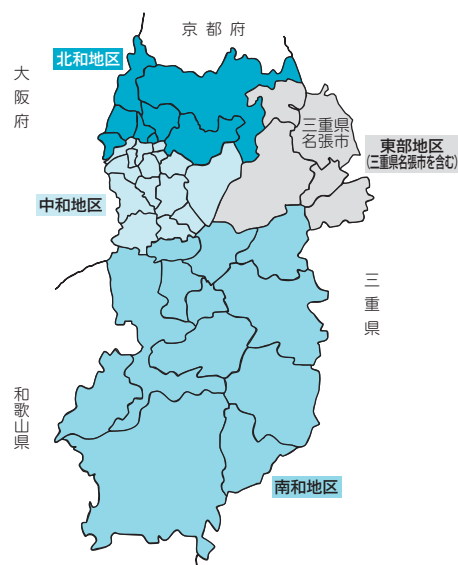 京都府
北和地区
大阪府
三重県
名張市
東部地区
(三重県名張市を含む)
中和地区
三重県
和歌山県
南和地区